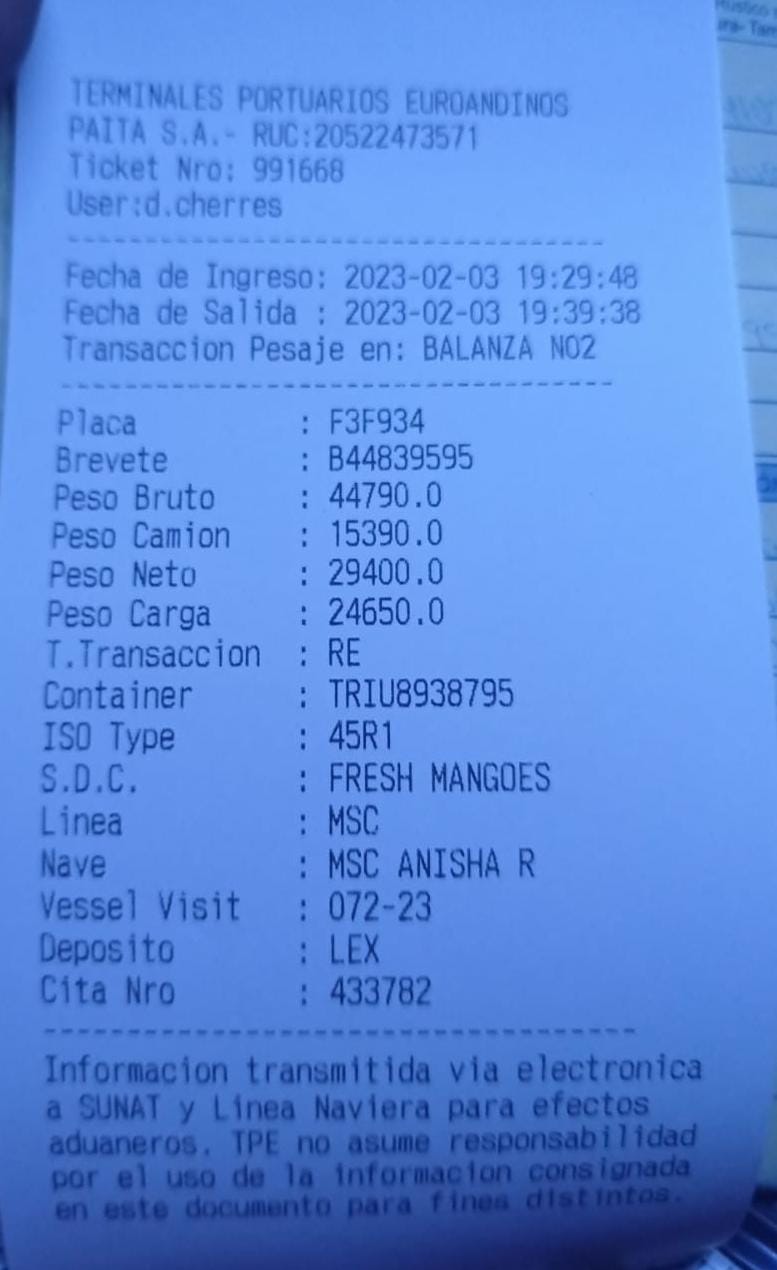 TERMINALES PORTUARIOS EUROANDINOS
PAITA S.A.- RUC:20522473571
Ticket Nro: 991668
User:d.cherres
Fecha de Ingreso: 2023-02-03 19:29:48
Fecha de Salida : 2023-02-03 19:39:38
Transaccion Pesaje en: BALANZA NO2
Placa : F3F934
Brevete : B44839595
Peso Bruto : 44790.0
Peso Camion : 15390.0
Peso Neto : 29400.0
Peso Carga : 24650.0
T.Transaccion : RE
Container : TRIU8938795
ISO Type : 45R1
S.D.C. : FRESH MANGOES
Linea : MSC
Nave : MSC ANISHA R
Vessel Visit : 072-23
Deposito : LEX
Cita Nro : 433782
Informacion transmitida via electronica
a SUNAT y Linea Naviera para efectos
aduaneros. TPE no asume responsabilidad
por el uso de la informacion consignada
en este documento para fines distintos.